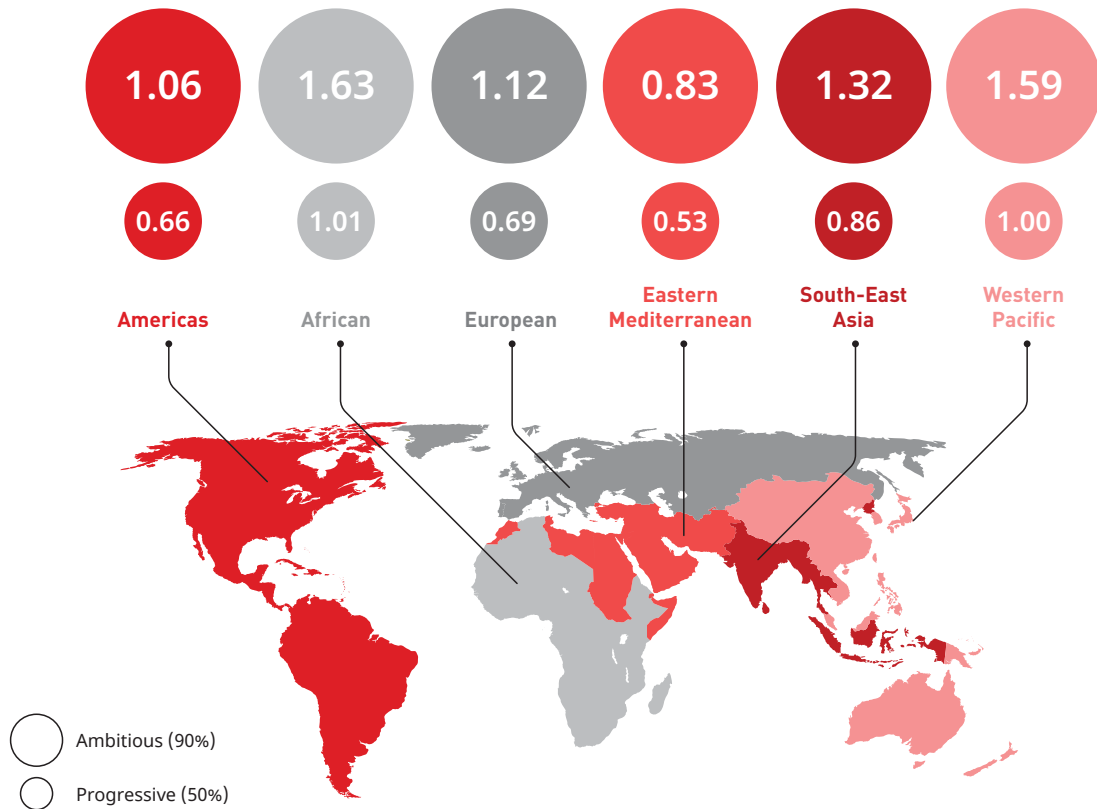 1.06
1.63
1.12
0.83
1.32
1.59
0.66
1.01
0.69
0.53
0.86
1.00
Americas
African
European
Eastern
Mediterranean
South-East
Asia
Western
Pacific
Ambitious (90%)
Progressive (50%)